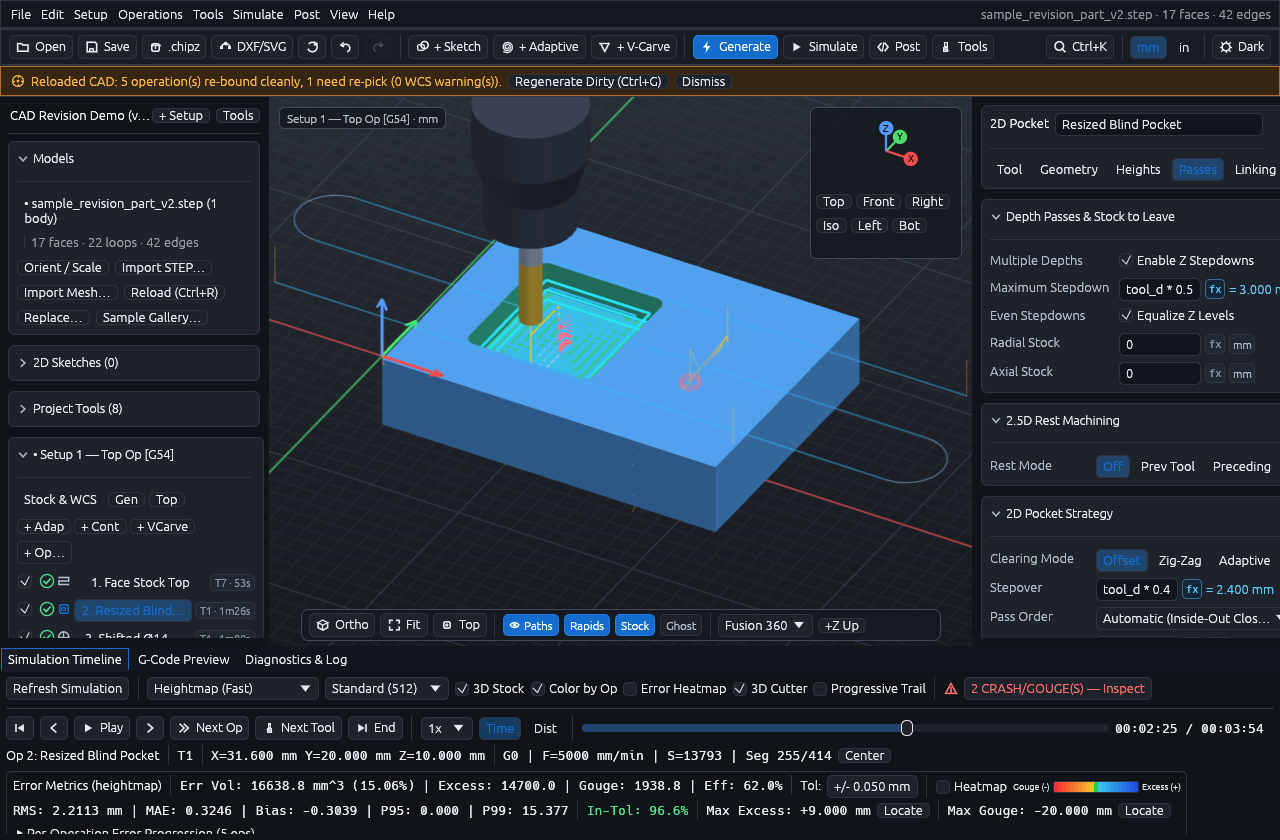 File Edit Setup Operations Tools Simulate Post View Help sample_revision_part_v2.step · 17 faces · 42 edges
Open Save .chipz DXF/SVG + Sketch + Adaptive + V-Carve Generate Simulate Post Tools Ctrl+K mm in Dark
Reloaded CAD: 5 operation(s) re-bound cleanly, 1 need re-pick (0 WCS warning(s)). Regenerate Dirty (Ctrl+G) Dismiss
CAD Revision Demo (v... + Setup Tools
Models
• sample_revision_part_v2.step (1
body)
17 faces · 22 loops · 42 edges
Orient / Scale Import STEP...
Import Mesh... Reload (Ctrl+R)
Replace... Sample Gallery...
2D Sketches (0)
Project Tools (8)
• Setup 1 — Top Op [G54]
Stock & WCS Gen Top
+ Adap + Cont + VCarve
+ Op...
1. Face Stock Top T7 · 53s
2. Resized Blind... T1 · 1m26s
Setup 1 — Top Op [G54] · mm
Z
Y
X
Top Front Right
Iso Left Bot
Ortho Fit Top Paths Rapids Stock Ghost Fusion 360 +Z Up
2D Pocket Resized Blind Pocket
Tool Geometry Heights Passes Linking
Depth Passes & Stock to Leave
Multiple Depths Enable Z Stepdowns
Maximum Stepdown tool_d * 0.5 fx = 3.000
Even Stepdowns Equalize Z Levels
Radial Stock 0 fx mm
Axial Stock 0 fx mm
2.5D Rest Machining
Rest Mode Off Prev Tool Preceding
2D Pocket Strategy
Clearing Mode Offset Zig-Zag Adaptive
Stepover tool_d * 0.4 fx = 2.400 mm
Pass Order Automatic (Inside-Out Clos...
Simulation Timeline G-Code Preview Diagnostics & Log
Refresh Simulation Heightmap (Fast) Standard (512) 3D Stock Color by Op Error Heatmap 3D Cutter Progressive Trail 2 CRASH/GOUGE(S) — Inspect
Play Next Op Next Tool End 1x Time Dist 00:02:25 / 00:03:54
Op 2: Resized Blind Pocket T1 X=31.600 mm Y=20.000 mm Z=10.000 mm G0 | F=5000 mm/min | S=13793 | Seg 255/414 Center
Error Metrics (heightmap) Err Vol: 16638.8 mm^3 (15.06%) | Excess: 14700.0 | Gouge: 1938.8 | Eff: 62.0% Tol: +/- 0.050 mm Heatmap Gouge (-) Excess (+)
RMS: 2.2113 mm | MAE: 0.3246 | Bias: -0.3039 | P95: 0.000 | P99: 15.377 In-Tol: 96.6% Max Excess: +9.000 mm Locate Max Gouge: -20.000 mm Locate
Per Operation Error Progression (5 ops)